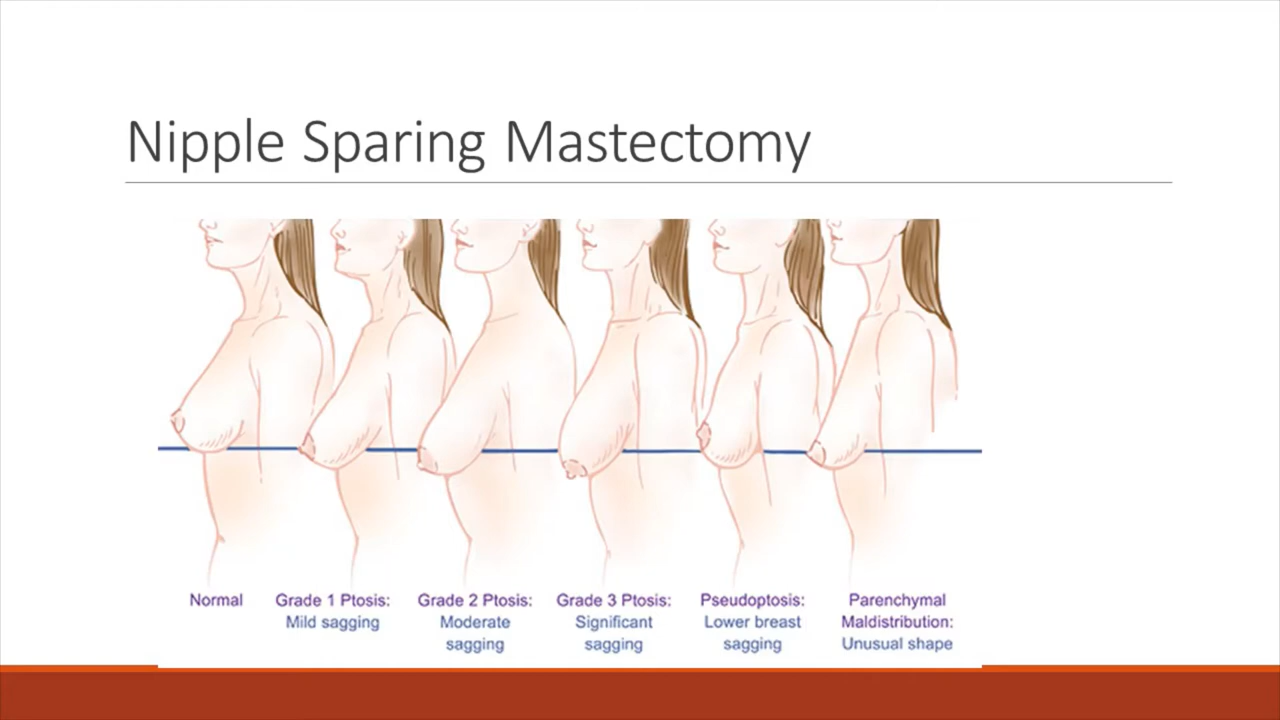 Nipple Sparing Mastectomy
Normal
Grade 1 Ptosis:
Mild sagging
Grade 2 Ptosis:
Moderate
sagging
Grade 3 Ptosis:
Significant
sagging
Pseudoptosis:
Lower breast
sagging
Parenchymal
Maldistribution:
Unusual shape